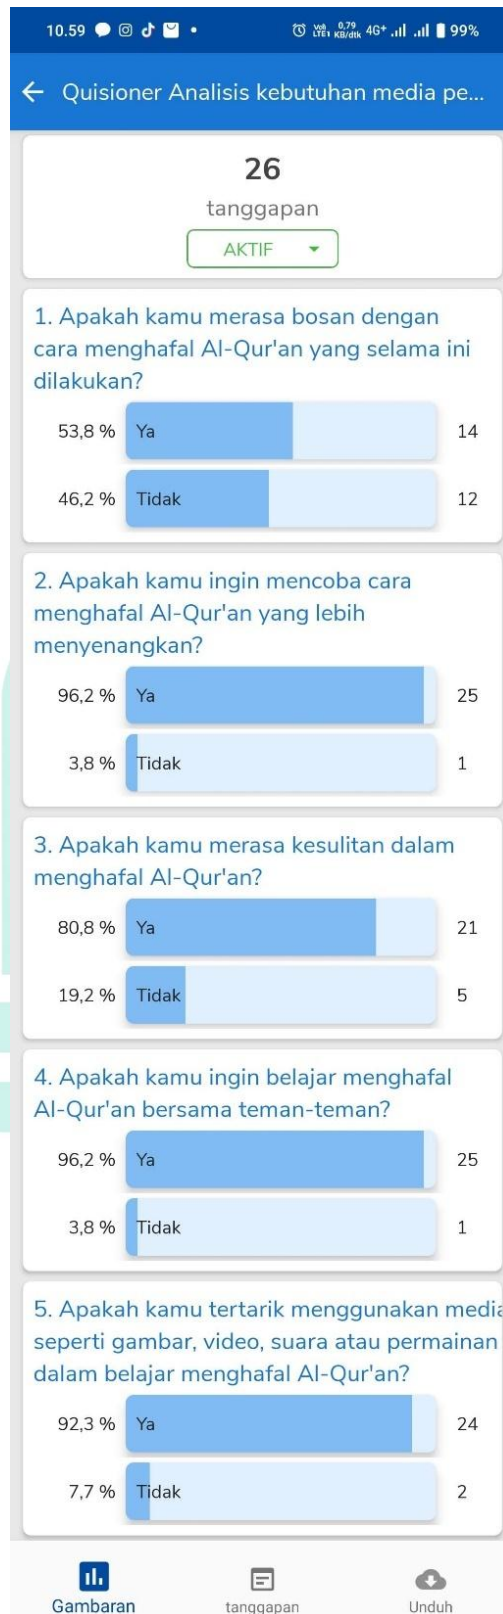 10.59
Vo)) LTE1 0,79 KB/dtk 4G+ 99%
Quisioner Analisis kebutuhan media pe...
26
tanggapan
AKTIF
1. Apakah kamu merasa bosan dengan
cara menghafal Al-Qur'an yang selama ini
dilakukan?
53,8 % Ya 14
46,2 % Tidak 12
2. Apakah kamu ingin mencoba cara
menghafal Al-Qur'an yang lebih
menyenangkan?
96,2 % Ya 25
3,8 % Tidak 1
3. Apakah kamu merasa kesulitan dalam
menghafal Al-Qur'an?
80,8 % Ya 21
19,2 % Tidak 5
4. Apakah kamu ingin belajar menghafal
Al-Qur'an bersama teman-teman?
96,2 % Ya 25
3,8 % Tidak 1
5. Apakah kamu tertarik menggunakan media
seperti gambar, video, suara atau permainan
dalam belajar menghafal Al-Qur'an?
92,3 % Ya 24
7,7 % Tidak 2
Gambaran tanggapan Unduh